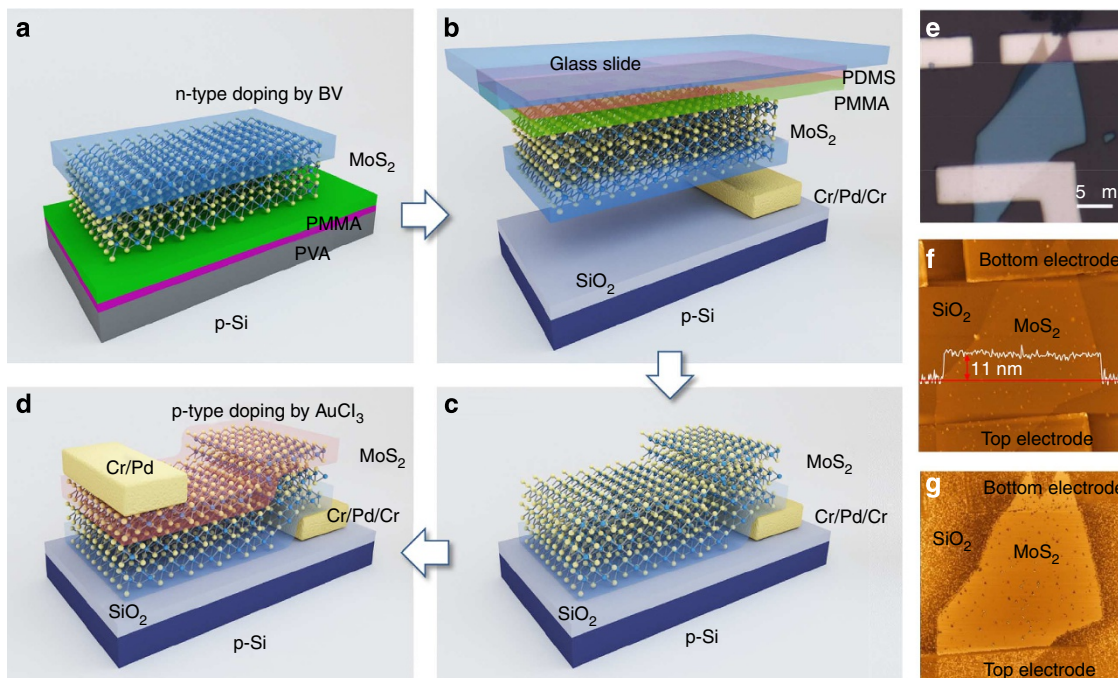 a
n-type doping by BV
MoS₂
PMMA
PVA
p-Si
b
Glass slide
PDMS
PMMA
MoS₂
Cr/Pd/Cr
SiO₂
p-Si
d
p-type doping by AuCl₃
Cr/Pd
MoS₂
Cr/Pd/Cr
SiO₂
p-Si
c
MoS₂
Cr/Pd/Cr
SiO₂
p-Si
e
5 m
f
Bottom electrode
SiO₂
MoS₂
11 nm
Top electrode
g
Bottom electrode
SiO₂
MoS₂
Top electrode